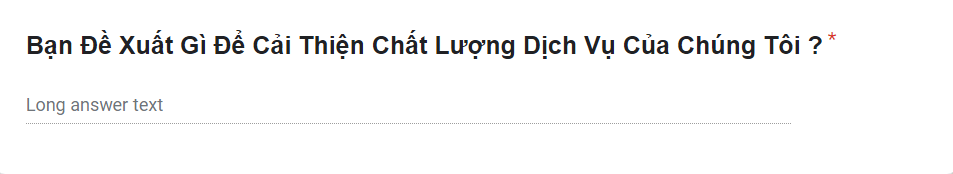 Bạn Đề Xuất Gì Để Cải Thiện Chất Lượng Dịch Vụ Của Chúng Tôi ? *
Long answer text